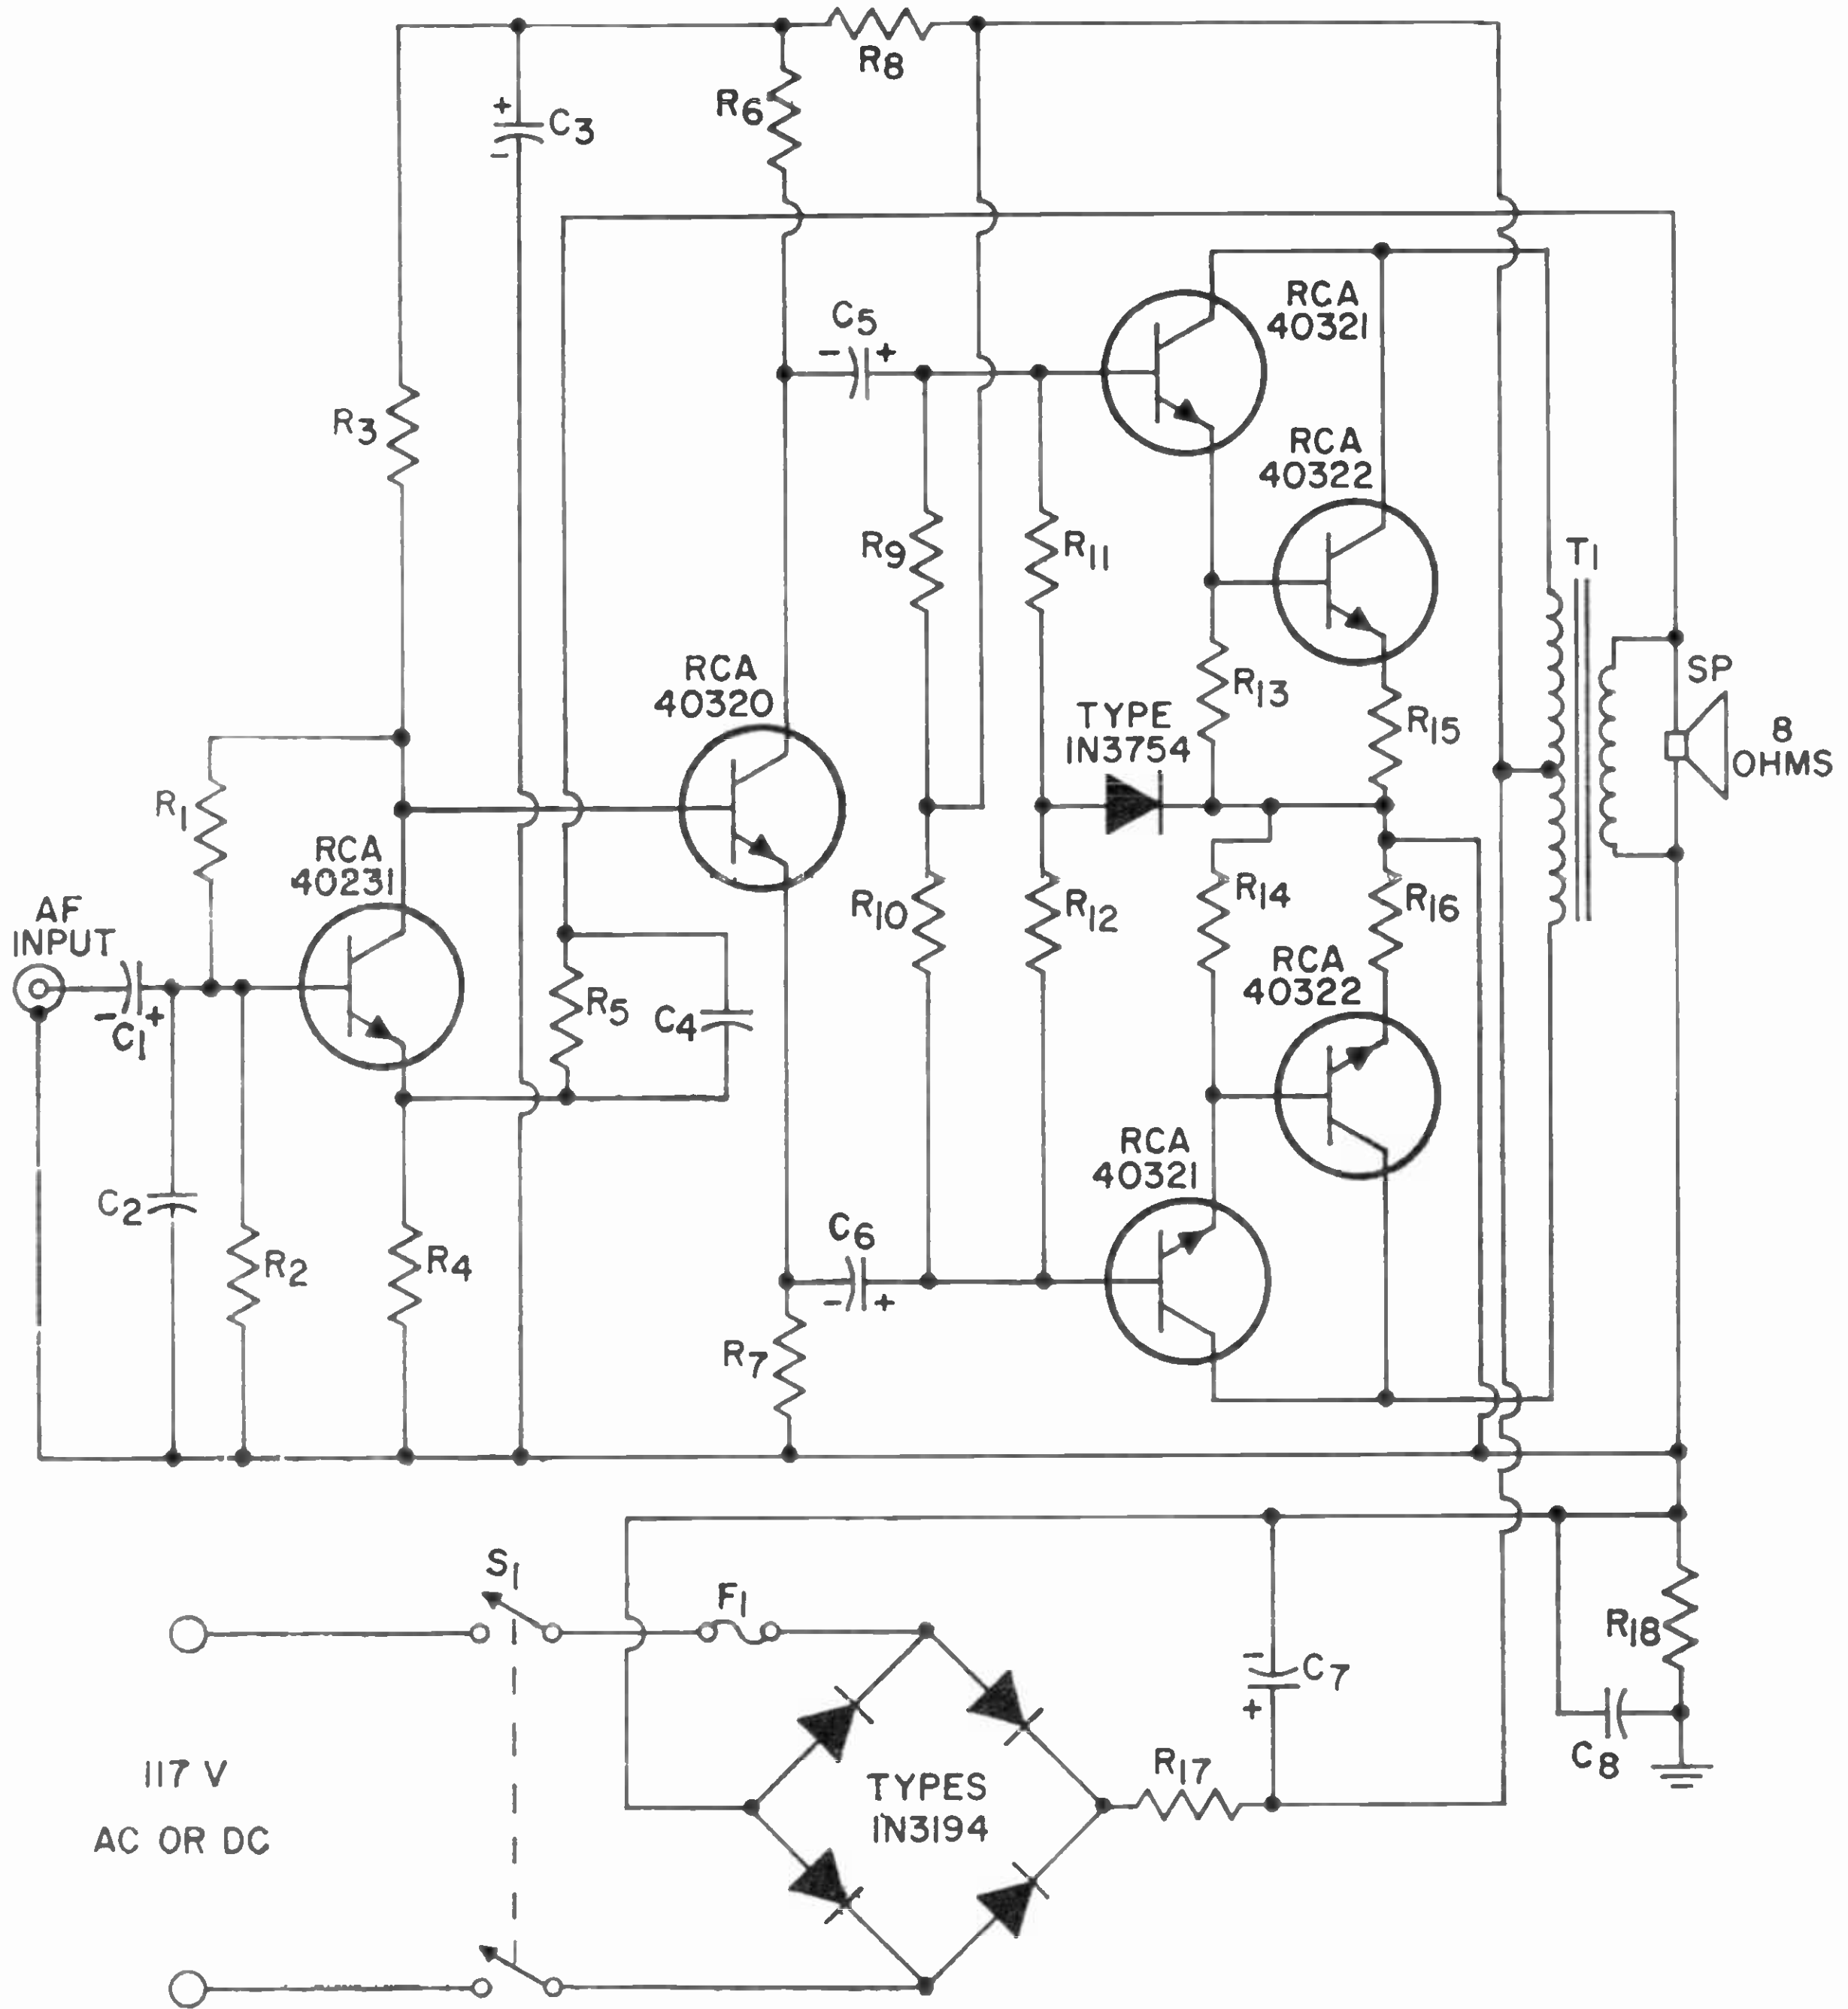 R8
R6
+
C3
-
RCA
40321
C5
- +
R3
RCA
40322
R9
R11
T1
RCA
40320
R13
SP
TYPE
1N3754
R15
8
OHMS
R1
RCA
40231
R14
R16
R10
R12
AF
INPUT
RCA
40322
R5
C4
- +
C1
RCA
40321
C2
R2
R4
C6
- +
R7
S1
F1
R18
-
C7
+
C8
R17
117 V
AC OR DC
TYPES
1N3194